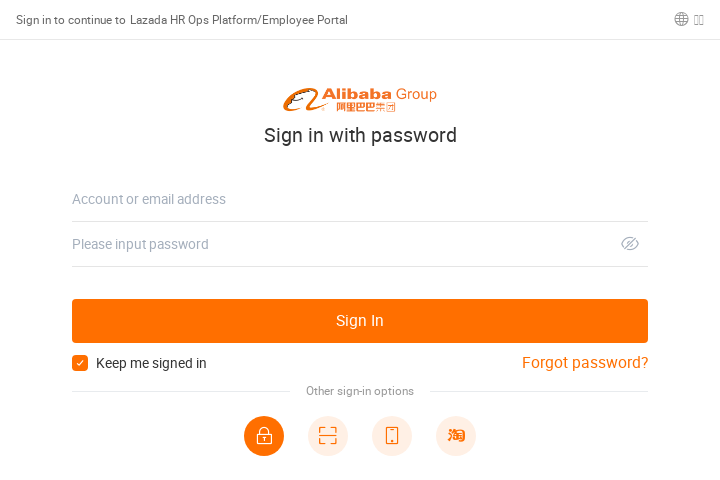 Sign in to continue to Lazada HR Ops Platform/Employee Portal
Alibaba Group
阿里巴巴集团
Sign in with password
Account or email address
Please input password
Sign In
Keep me signed in
Forgot password?
Other sign-in options
淘